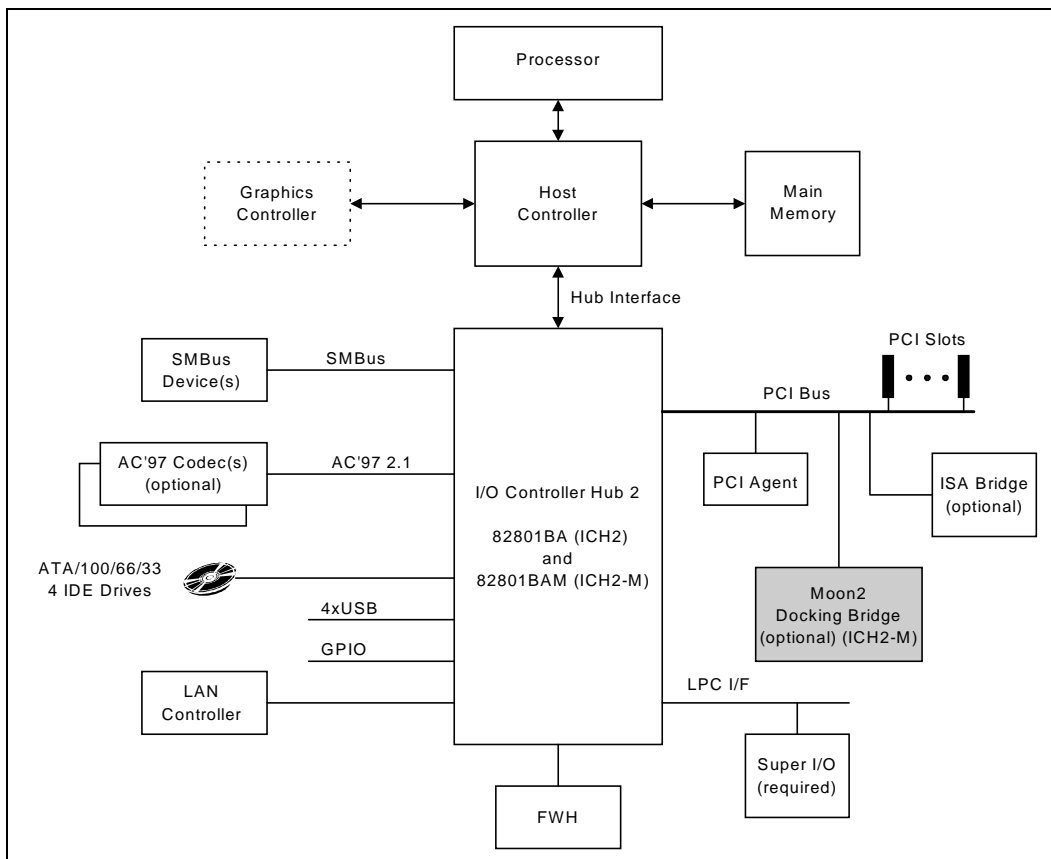 Processor
Graphics
Controller
Host
Controller
Main
Memory
Hub Interface
SMBus
Device(s)
SMBus
PCI Slots
PCI Bus
AC'97 Codec(s)
(optional)
AC'97 2.1
PCI Agent
ISA Bridge
(optional)
I/O Controller Hub 2
82801BA (ICH2)
and
82801BAM (ICH2-M)
ATA/100/66/33
4 IDE Drives
4xUSB
GPIO
Moon2
Docking Bridge
(optional) (ICH2-M)
LAN
Controller
LPC I/F
Super I/O
(required)
FWH